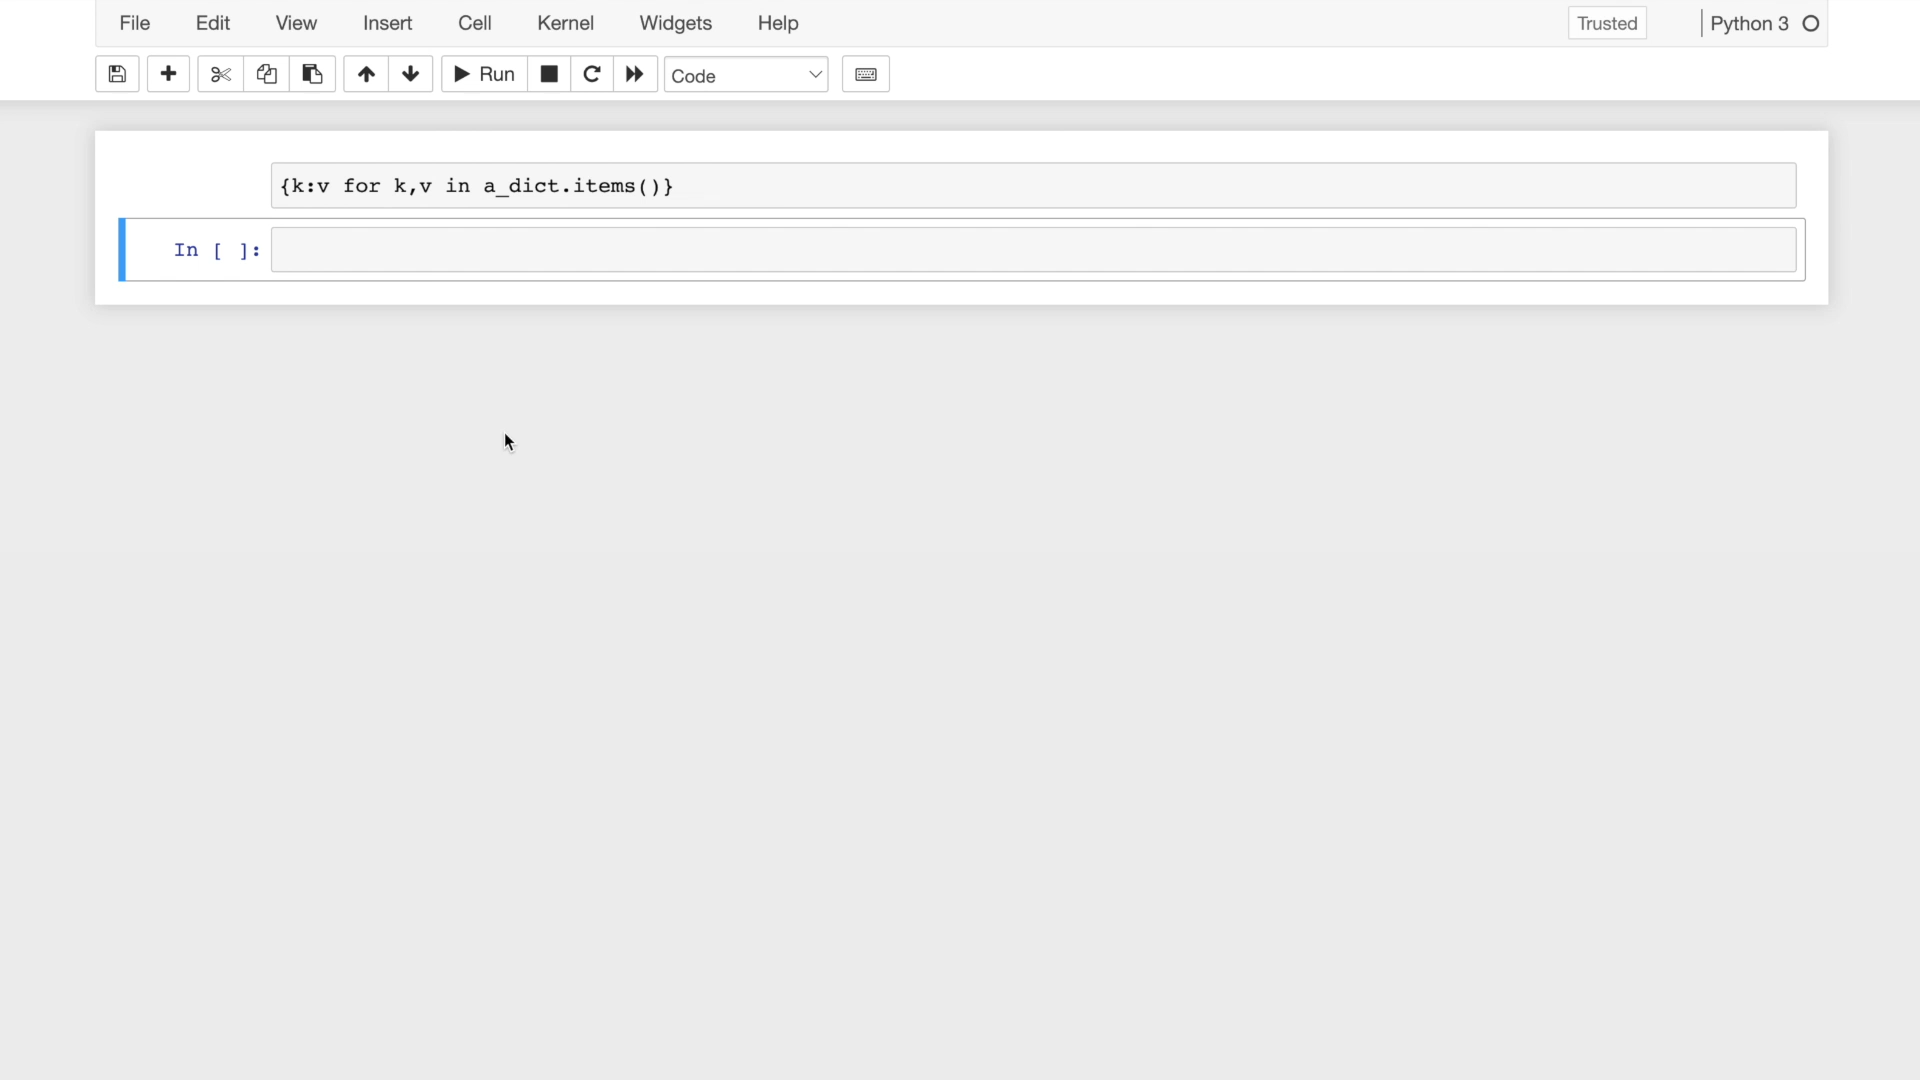 File Edit View Insert Cell Kernel Widgets Help Trusted Python 3
Run Code
{k:v for k,v in a_dict.items()}
In [ ]: